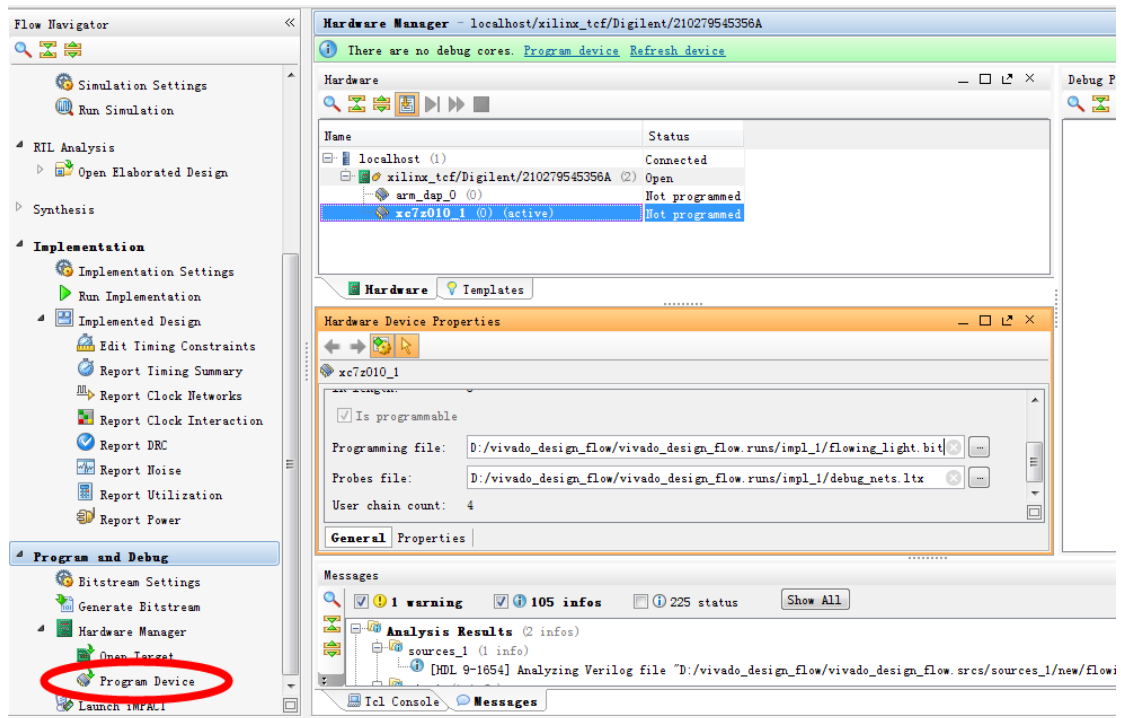 Flow Navigator
Simulation Settings
Run Simulation
RTL Analysis
Open Elaborated Design
Synthesis
Implementation
Implementation Settings
Run Implementation
Implemented Design
Edit Timing Constraints
Report Timing Summary
Report Clock Networks
Report Clock Interaction
Report DRC
Report Noise
Report Utilization
Report Power
Program and Debug
Bitstream Settings
Generate Bitstream
Hardware Manager
Open Target
Program Device
Launch iMPACT
Hardware Manager - localhost/xilinx_tcf/Digilent/210279545356A
There are no debug cores. Program device Refresh device
Hardware
Name Status
localhost (1) Connected
xilinx_tcf/Digilent/210279545356A (2) Open
arm_dap_0 (0) Not programmed
xc7z010_1 (0) (active) Not programmed
Hardware Templates
Hardware Device Properties
xc7z010_1
Is programmable
Programming file: D:/vivado_design_flow/vivado_design_flow.runs/impl_1/flowing_light.bit
Probes file: D:/vivado_design_flow/vivado_design_flow.runs/impl_1/debug_nets.ltx
User chain count: 4
General Properties
Messages
1 warning 105 infos 225 status Show All
Analysis Results (2 infos)
sources_1 (1 info)
[HDL 9-1654] Analyzing Verilog file "D:/vivado_design_flow/vivado_design_flow.srcs/sources_1/new/flowi
Tcl Console Messages
Debug P